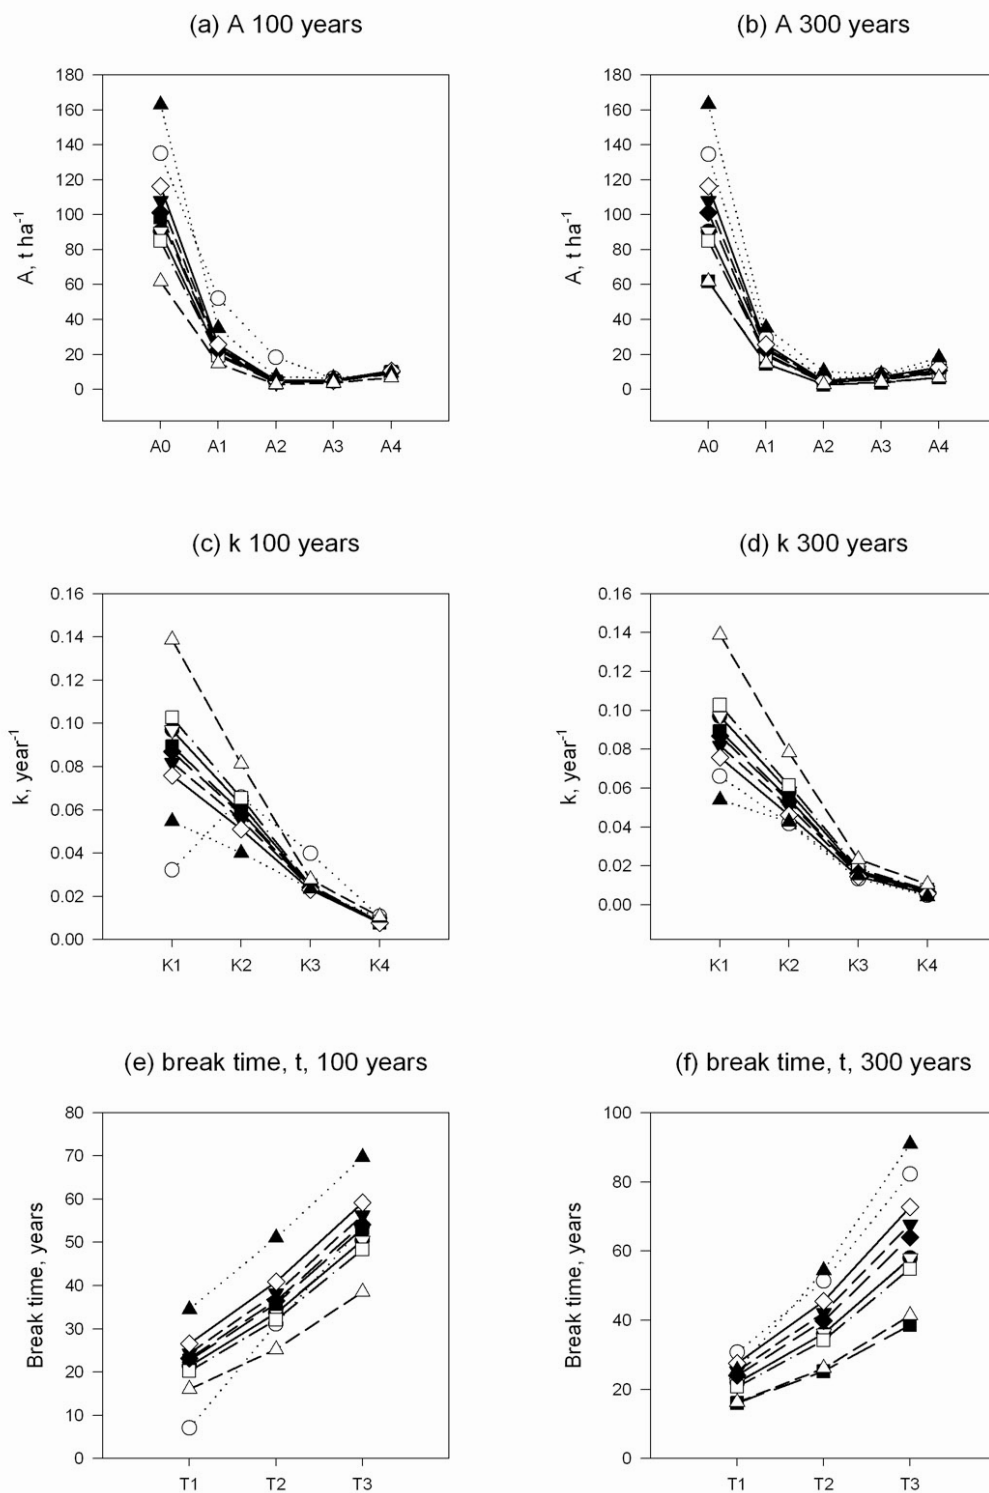 (a) A 100 years
(b) A 300 years
180
160
140
120
100
80
60
40
20
0
A, t ha-1
A0 A1 A2 A3 A4
180
160
140
120
100
80
60
40
20
0
A, t ha-1
A0 A1 A2 A3 A4
(c) k 100 years
(d) k 300 years
0.16
0.14
0.12
0.10
0.08
0.06
0.04
0.02
0.00
k, year-1
K1 K2 K3 K4
0.16
0.14
0.12
0.10
0.08
0.06
0.04
0.02
0.00
k, year-1
K1 K2 K3 K4
(e) break time, t, 100 years
(f) break time, t, 300 years
80
70
60
50
40
30
20
10
0
Break time, years
T1 T2 T3
100
80
60
40
20
0
Break time, years
T1 T2 T3